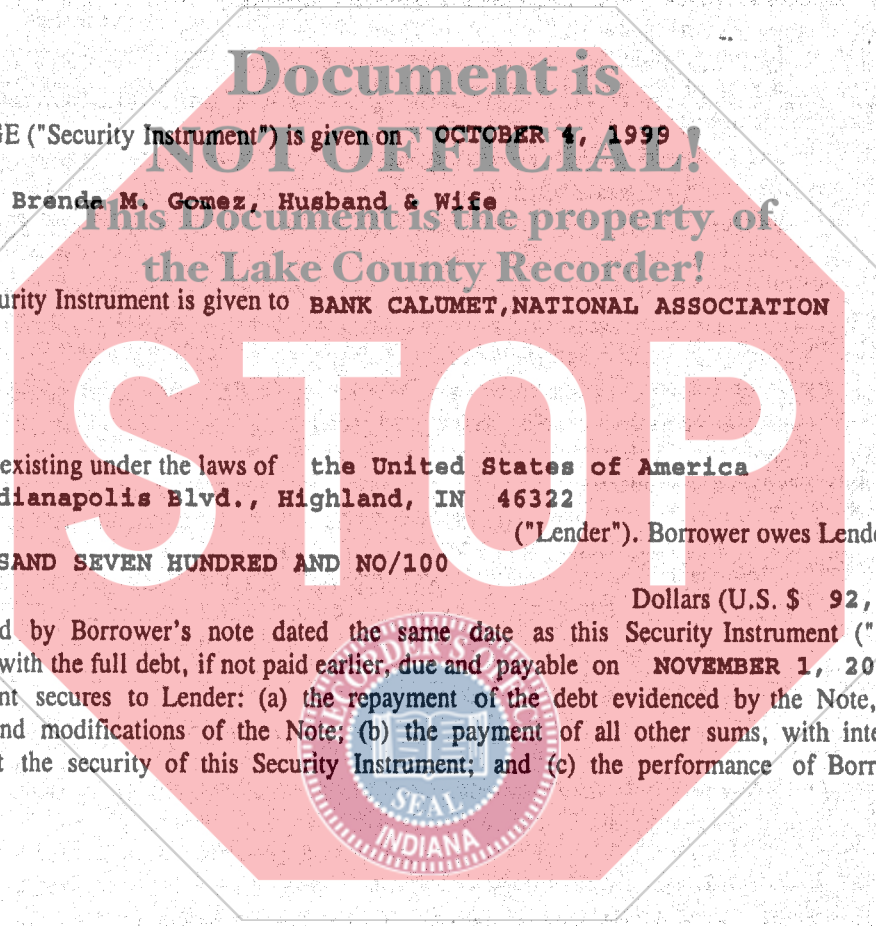 Document is
GE ("Security Instrument") is given on OCTOBER 4, 1999
NOT OFFICIAL!
Brenda M. Gomez, Husband & Wife
This Document is the property of
the Lake County Recorder!
urity Instrument is given to BANK CALUMET,NATIONAL ASSOCIATION
STOP
existing under the laws of the United States of America
dianapolis Blvd., Highland, IN 46322
("Lender"). Borrower owes Lende
SAND SEVEN HUNDRED AND NO/100
Dollars (U.S. $ 92,
d by Borrower's note dated the same date as this Security Instrument ("
with the full debt, if not paid earlier, due and payable on NOVEMBER 1, 20
nt secures to Lender: (a) the repayment of the debt evidenced by the Note,
nd modifications of the Note; (b) the payment of all other sums, with inte
t the security of this Security Instrument; and (c) the performance of Borr
RECORDER'S OFFICE
SEAL
INDIANA